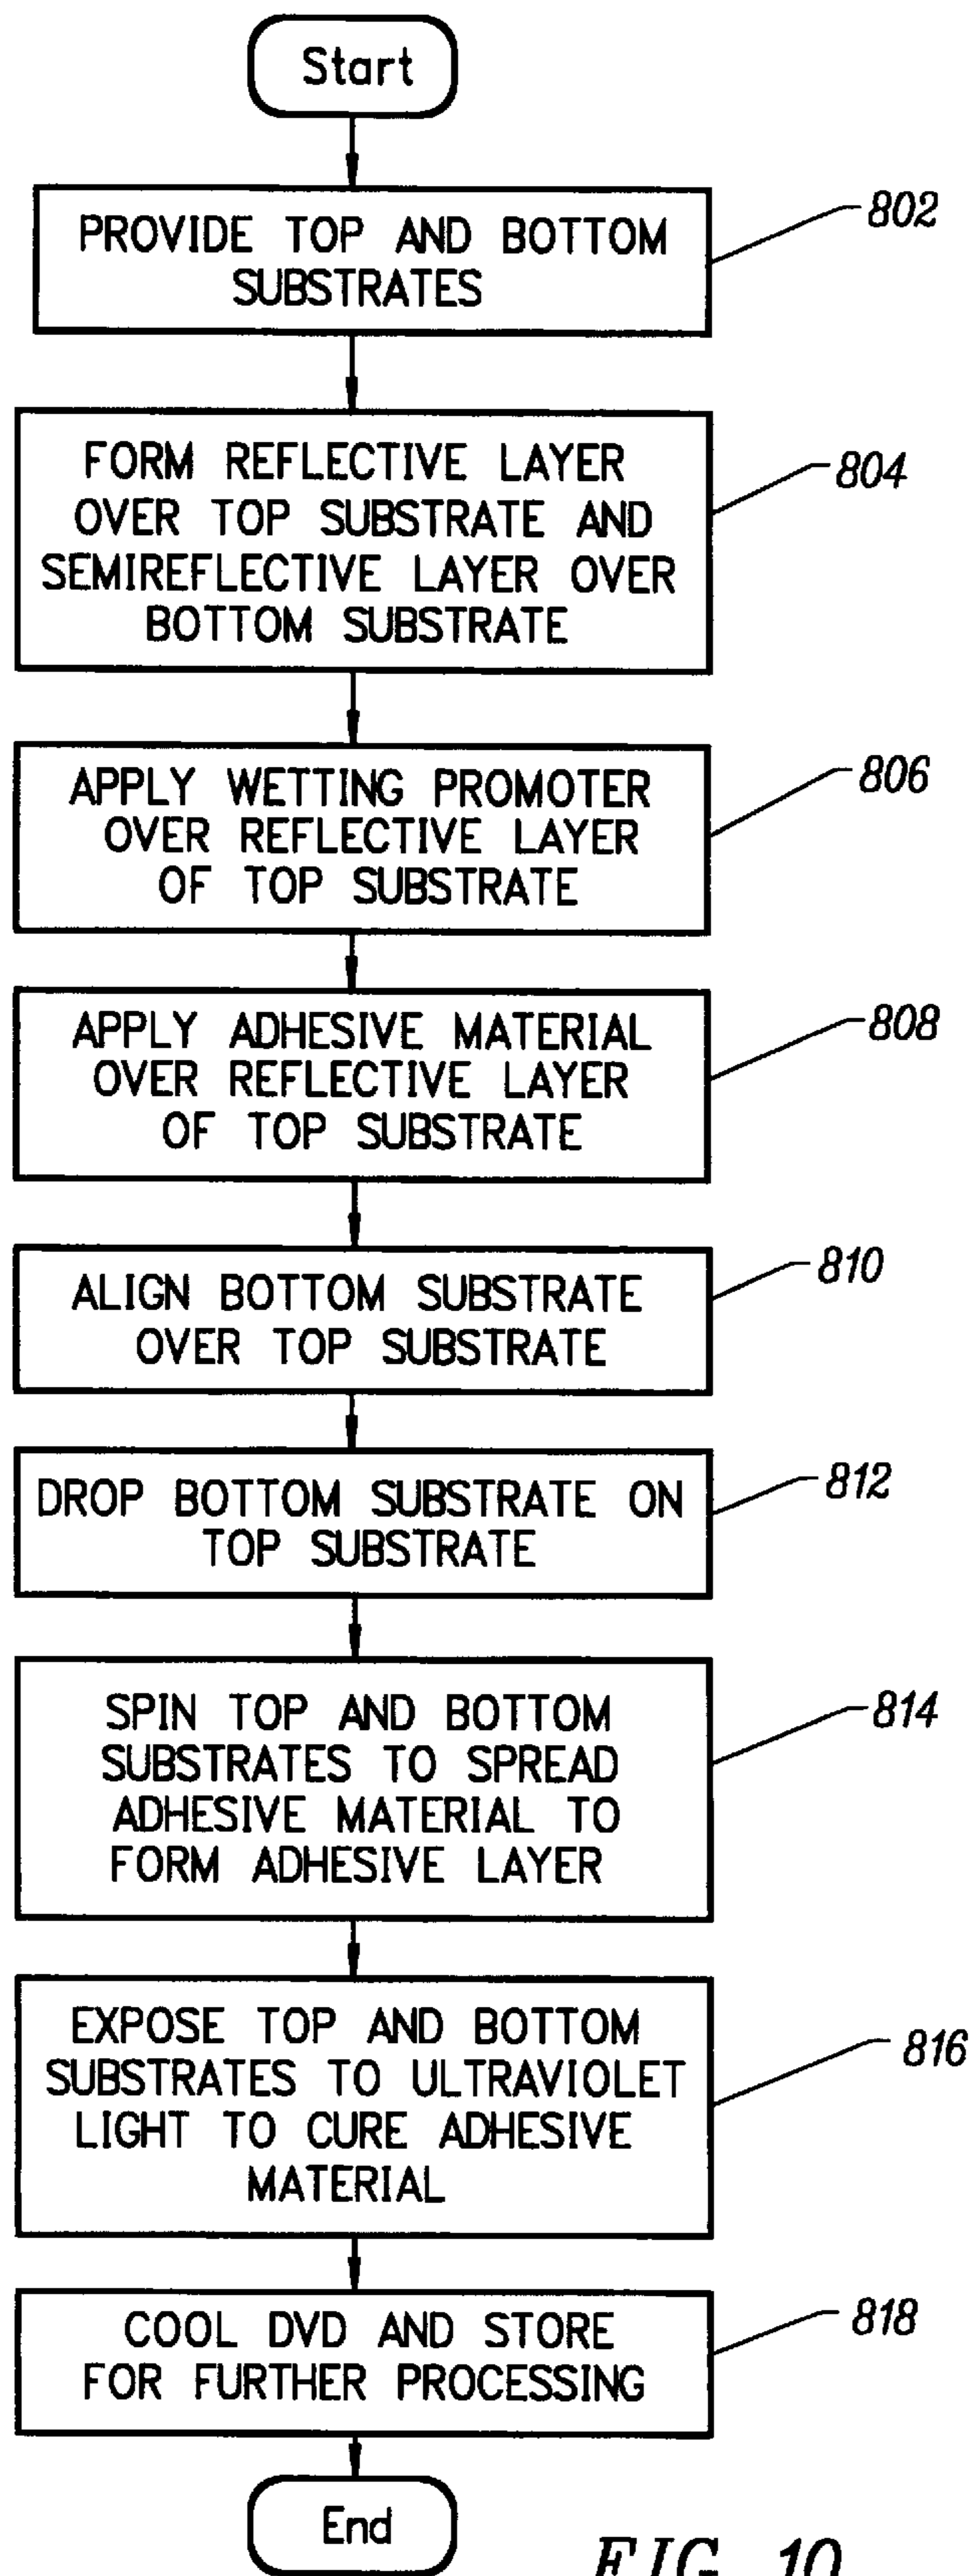 Start
PROVIDE TOP AND BOTTOM
SUBSTRATES
802
FORM REFLECTIVE LAYER
OVER TOP SUBSTRATE AND
SEMIREFLECTIVE LAYER OVER
BOTTOM SUBSTRATE
804
APPLY WETTING PROMOTER
OVER REFLECTIVE LAYER
OF TOP SUBSTRATE
806
APPLY ADHESIVE MATERIAL
OVER REFLECTIVE LAYER
OF TOP SUBSTRATE
808
ALIGN BOTTOM SUBSTRATE
OVER TOP SUBSTRATE
810
DROP BOTTOM SUBSTRATE ON
TOP SUBSTRATE
812
SPIN TOP AND BOTTOM
SUBSTRATES TO SPREAD
ADHESIVE MATERIAL TO
FORM ADHESIVE LAYER
814
EXPOSE TOP AND BOTTOM
SUBSTRATES TO ULTRAVIOLET
LIGHT TO CURE ADHESIVE
MATERIAL
816
COOL DVD AND STORE
FOR FURTHER PROCESSING
818
End
FIG. 10